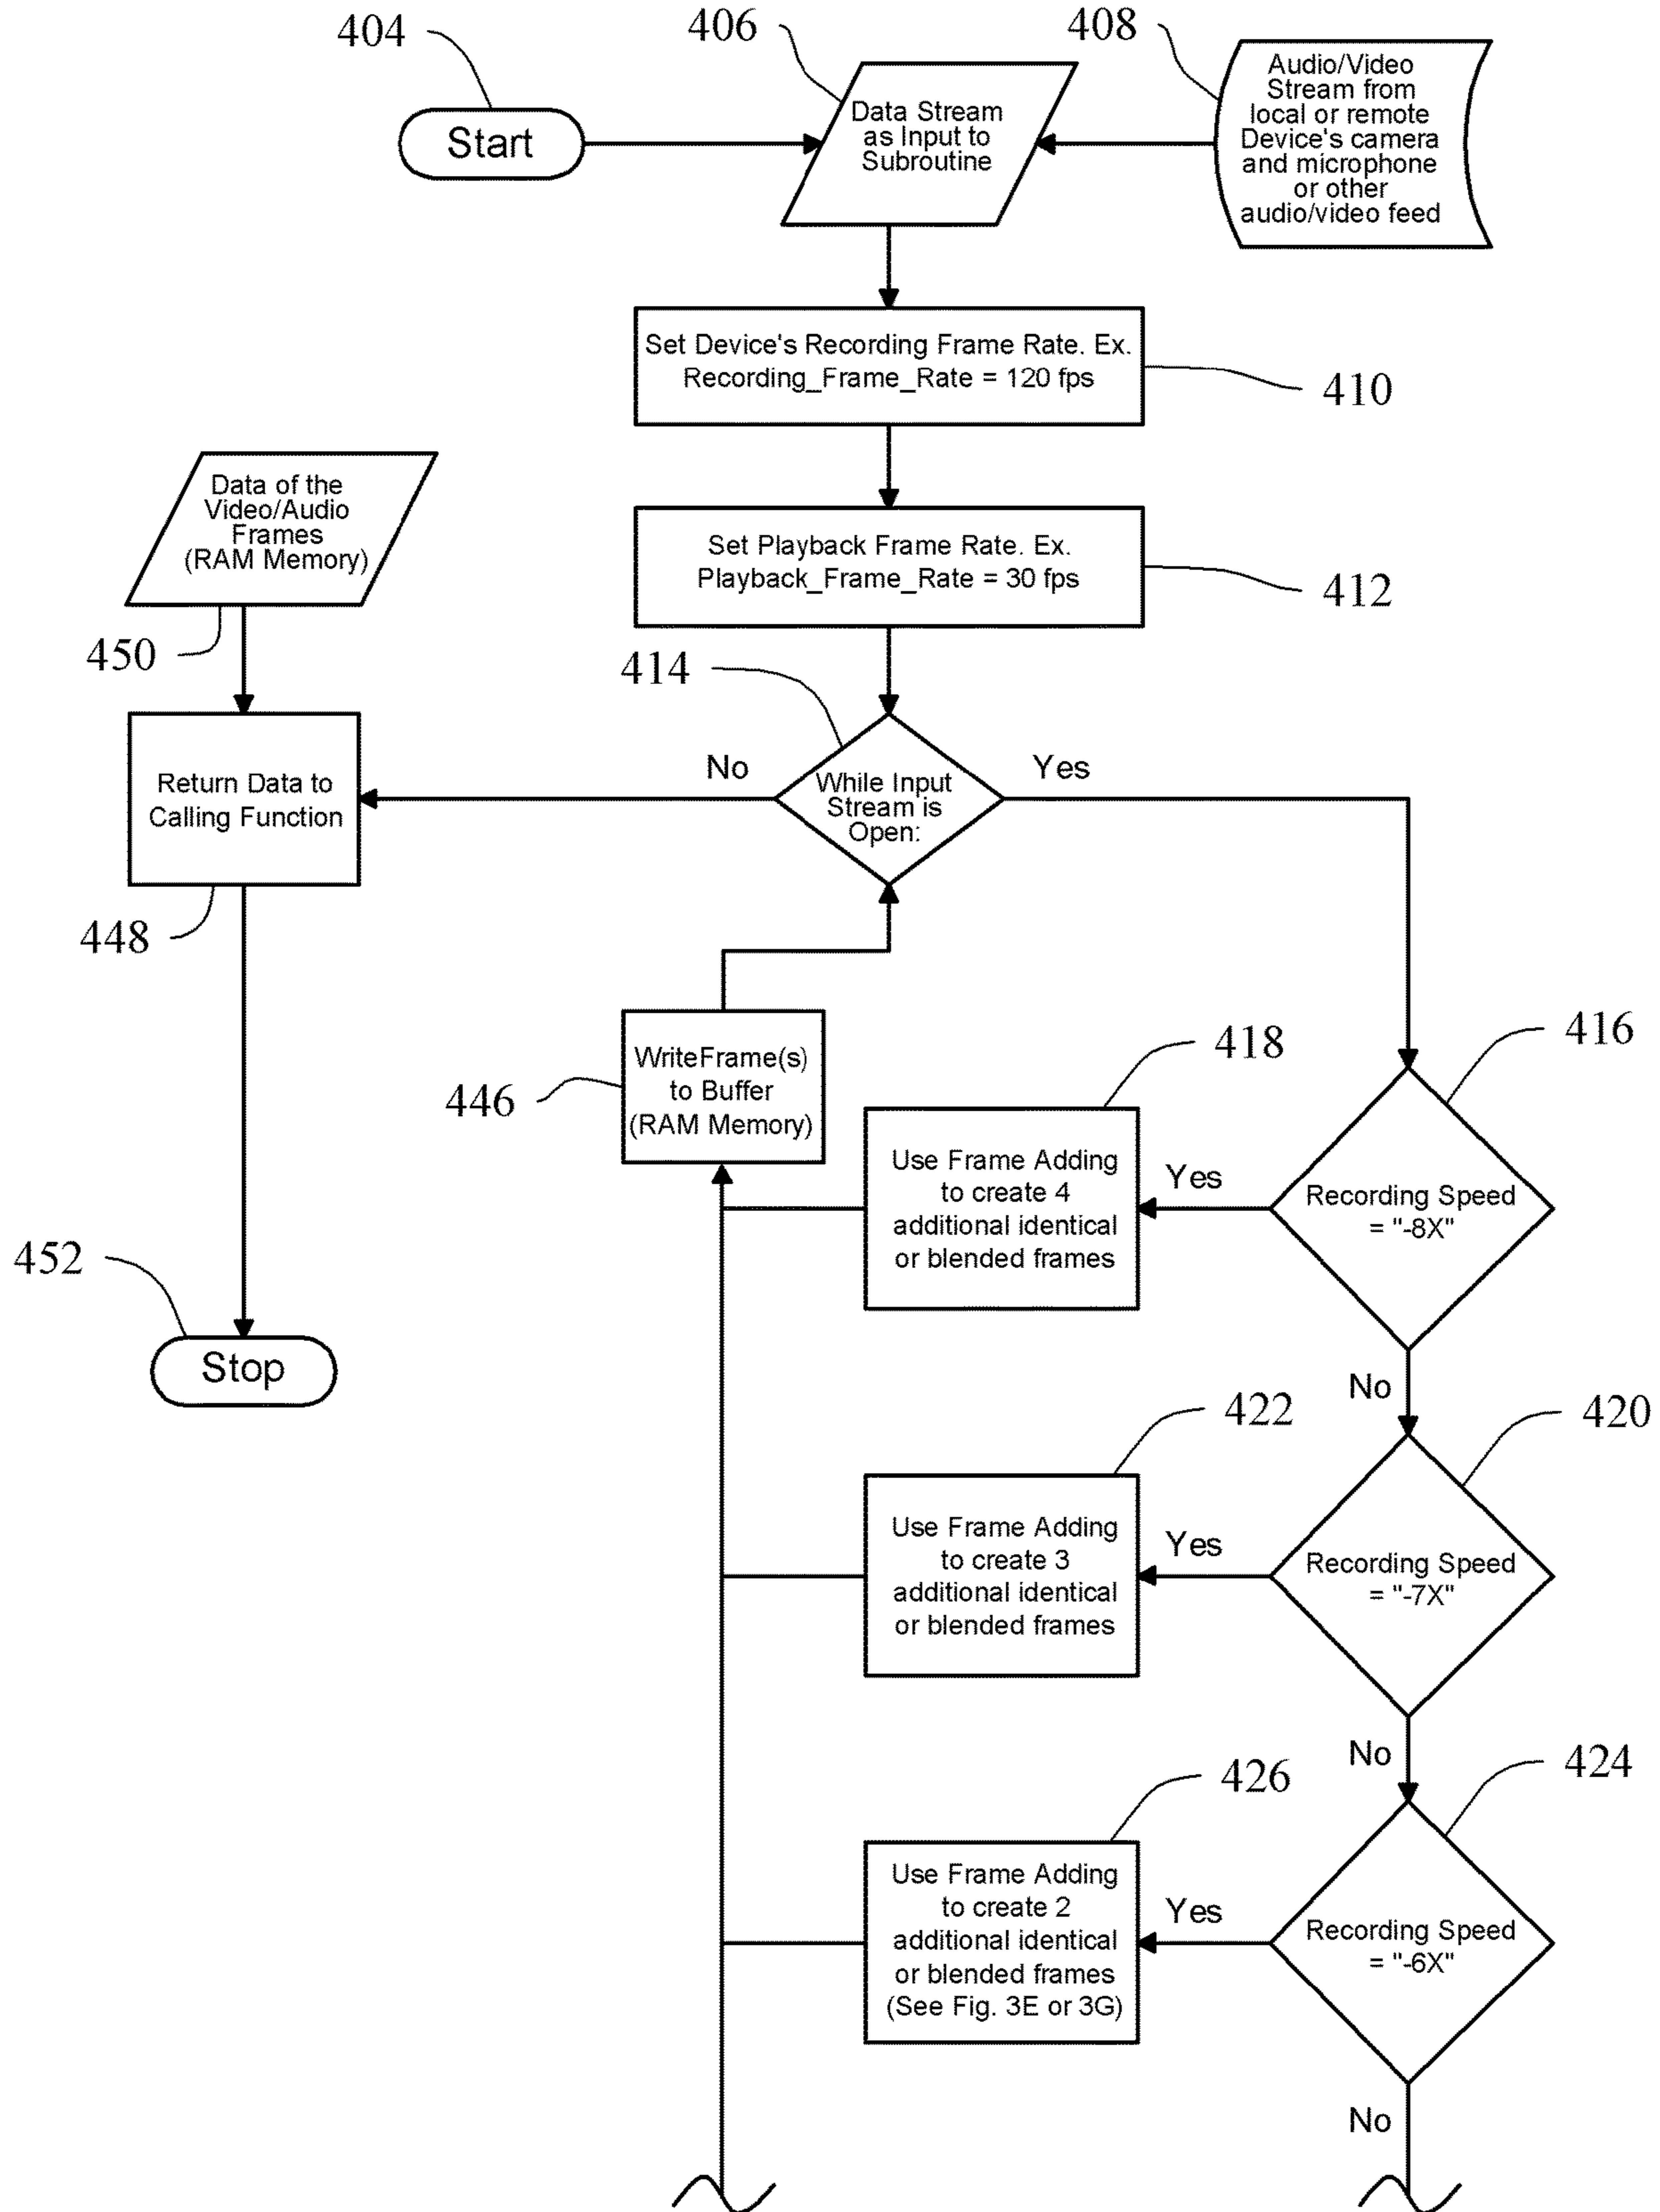 404
406
408
Start
Data Stream
as Input to
Subroutine
Audio/Video
Stream from
local or remote
Device's camera
and microphone
or other
audio/video feed
Set Device's Recording Frame Rate. Ex.
Recording_Frame_Rate = 120 fps
410
Data of the
Video/Audio
Frames
(RAM Memory)
450
Set Playback Frame Rate. Ex.
Playback_Frame_Rate = 30 fps
412
414
No
Yes
While Input
Stream is
Open:
Return Data to
Calling Function
448
WriteFrame(s)
to Buffer
(RAM Memory)
446
418
416
Use Frame Adding
to create 4
additional identical
or blended frames
Yes
Recording Speed
= "-8X"
452
Stop
No
422
420
Use Frame Adding
to create 3
additional identical
or blended frames
Yes
Recording Speed
= "-7X"
No
426
424
Use Frame Adding
to create 2
additional identical
or blended frames
(See Fig. 3E or 3G)
Yes
Recording Speed
= "-6X"
No